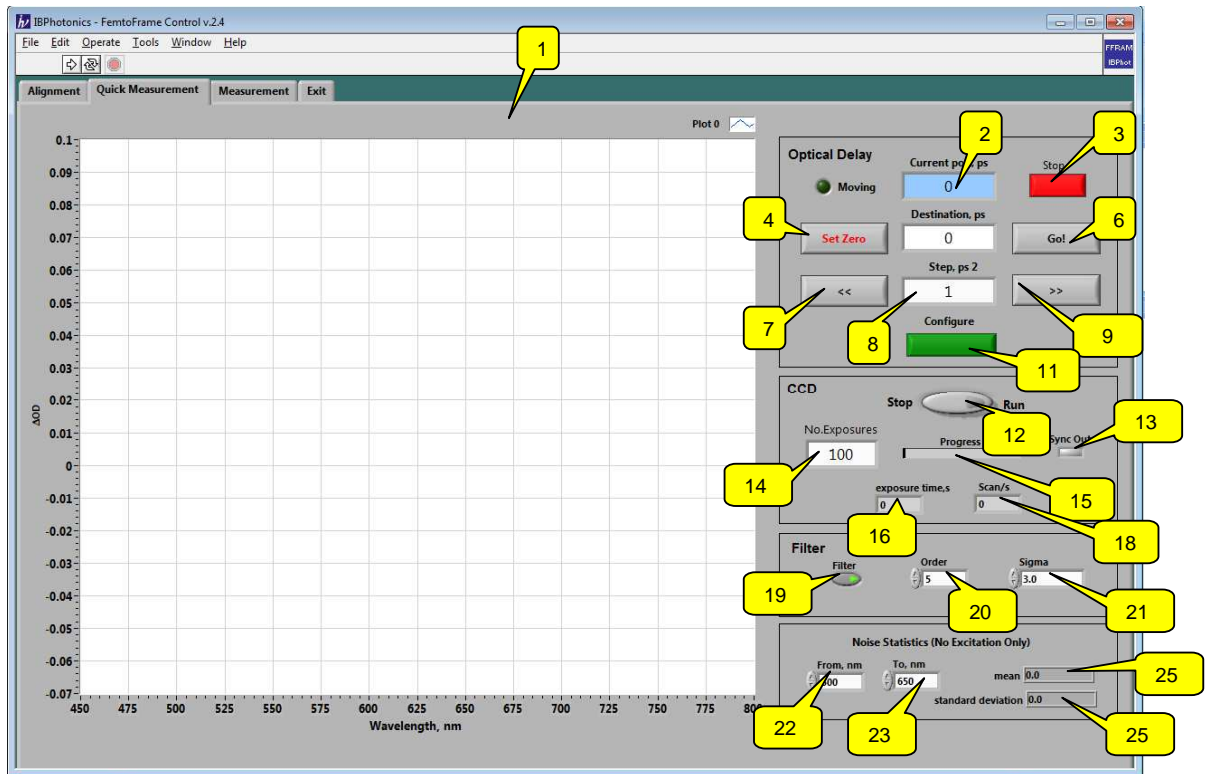 IBPhotonics - FemtoFrame Control v.2.4
File Edit Operate Tools Window Help
FFRAM
IBPhot
1
Alignment Quick Measurement Measurement Exit
Plot 0
0.1
0.09
0.08
0.07
0.06
0.05
0.04
0.03
0.02
0.01
0
-0.01
-0.02
-0.03
-0.04
-0.05
-0.06
-0.07
ΔOD
450 475 500 525 550 575 600 625 650 675 700 725 750 775
Wavelength, nm
2
3
Optical Delay
Current ps
Stop
Moving
0
4
Destination, ps
6
Set Zero
0
Go!
Step, ps 2
<<
1
>>
7
8
9
Configure
11
CCD
Stop Run
12
13
No.Exposures
Progress
Sync Out
100
14
15
exposure time,s
Scan/s
0
0
16
18
Filter
Filter
Order
Sigma
5
3.0
19
20
21
Noise Statistics (No Excitation Only)
From, nm
To, nm
650
mean 0.0
25
standard deviation 0.0
22
23
25